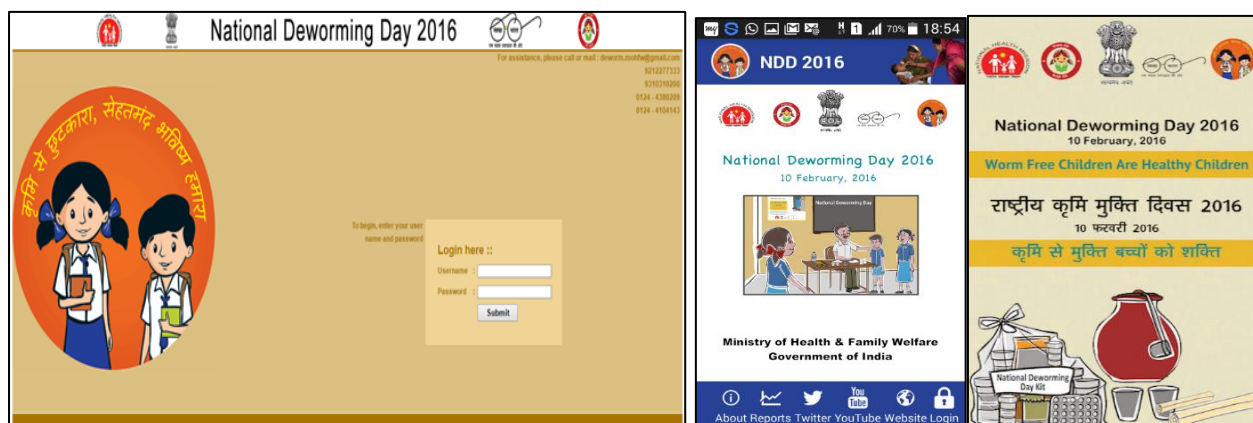 National Deworming Day 2016
For assistance, please call or mail : deworm.mohfw@gmail.com
9212277333
9310310200
0124 - 4380209
0124 - 4104143
कृमि से छुटकारा, सेहतमंद भविष्य हमारा
To begin, enter your user
name and password
Login here ::
Username :
Password :
Submit
70% 18:54
NDD 2016
National Deworming Day 2016
10 February, 2016
National Deworming Day
Ministry of Health & Family Welfare
Government of India
You
Tube
About Reports Twitter YouTube Website Login
NATIONAL HEALTH MISSION
National Deworming Day 2016
10 February, 2016
Worm Free Children Are Healthy Children
राष्ट्रीय कृमि मुक्ति दिवस 2016
10 फरवरी 2016
कृमि से मुक्ति बच्चों को शक्ति
National Deworming
Day Kit